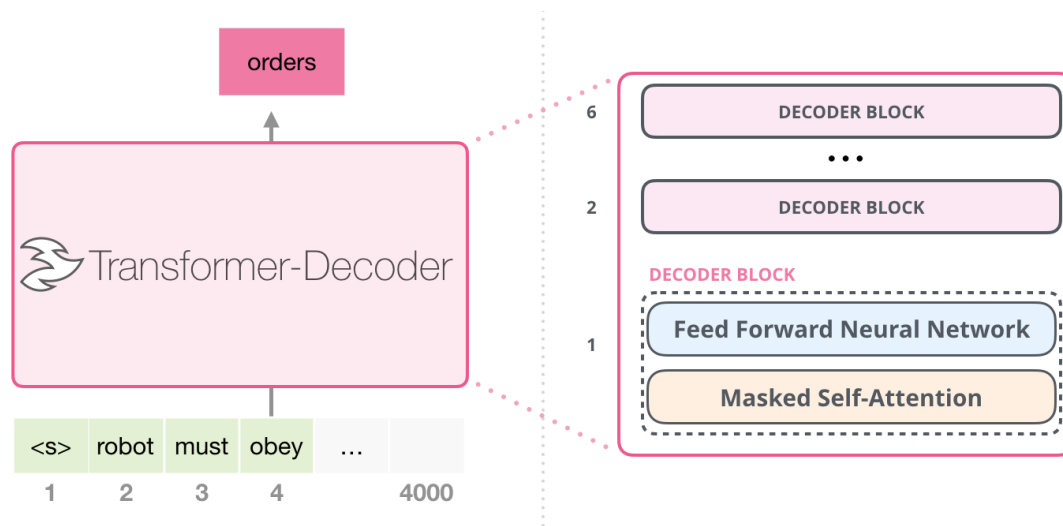 orders
Transformer-Decoder
<s> robot must obey ...
1 2 3 4 4000
6 DECODER BLOCK
...
2 DECODER BLOCK
DECODER BLOCK
Feed Forward Neural Network
1
Masked Self-Attention